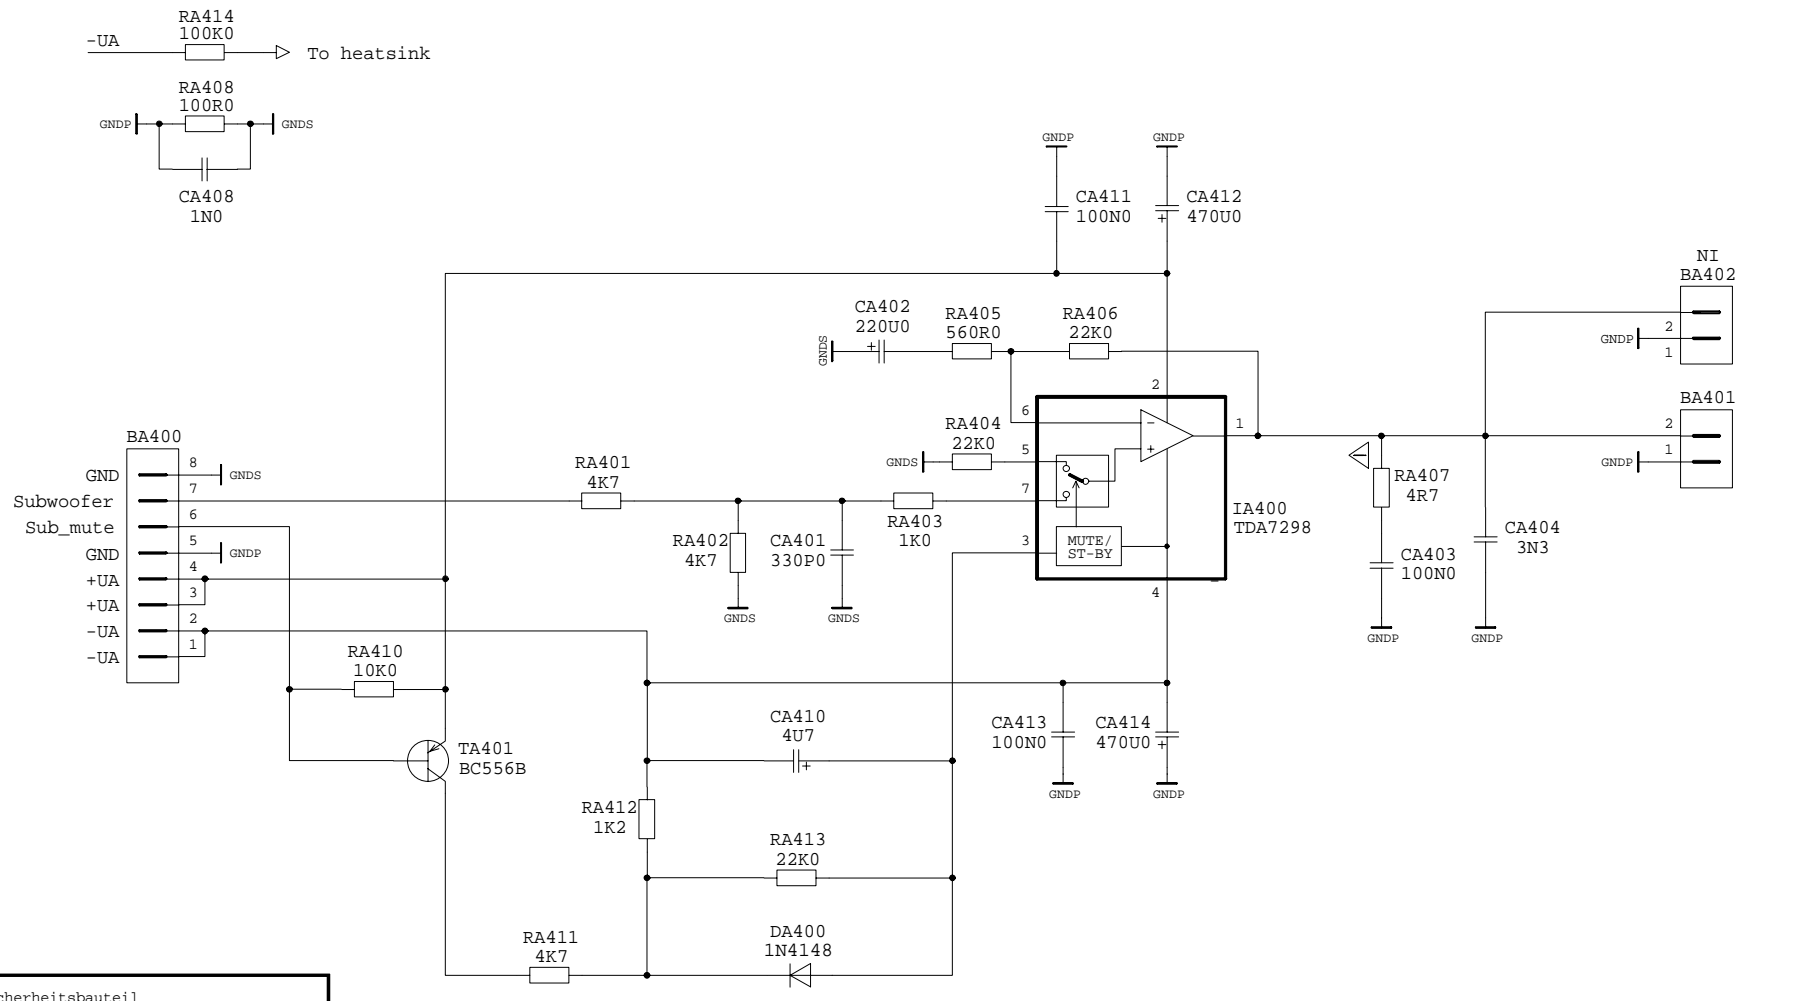 RA414
100K0
-UA
To heatsink
RA408
100R0
GNDP
GNDS
CA408
1N0
GNDP
GNDP
CA411
100N0
CA412
470U0
+
NI
BA402
2
1
GNDP
CA402
220U0
+
GNDS
RA405
560R0
RA406
22K0
2
6
-
+
1
BA401
2
1
GNDP
RA404
22K0
GNDS
5
7
3
MUTE/
ST-BY
4
IA400
TDA7298
RA407
4R7
CA403
100N0
GNDP
CA404
3N3
GNDP
BA400
GND
8
GNDS
Subwoofer
7
Sub_mute
6
GND
5
GNDP
+UA
4
+UA
3
-UA
2
-UA
1
RA401
4K7
RA402
4K7
GNDS
CA401
330P0
GNDS
RA403
1K0
RA410
10K0
TA401
BC556B
CA410
4U7
+
CA413
100N0
GNDP
CA414
470U0
+
GNDP
RA412
1K2
RA413
22K0
RA411
4K7
DA400
1N4148
cherheitsbauteil